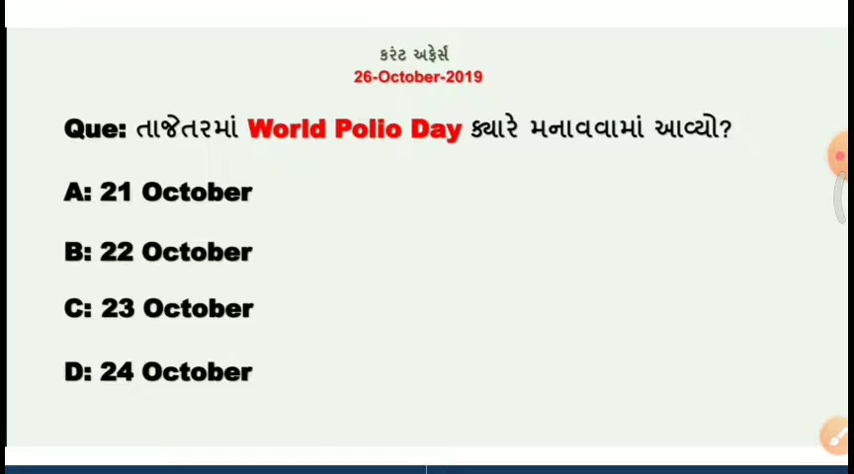 કરંટ અફેર્સ
26-October-2019
Que: તાજેતરમાં World Polio Day ક્યારે મનાવવામાં આવ્યો?
A: 21 October
B: 22 October
C: 23 October
D: 24 October